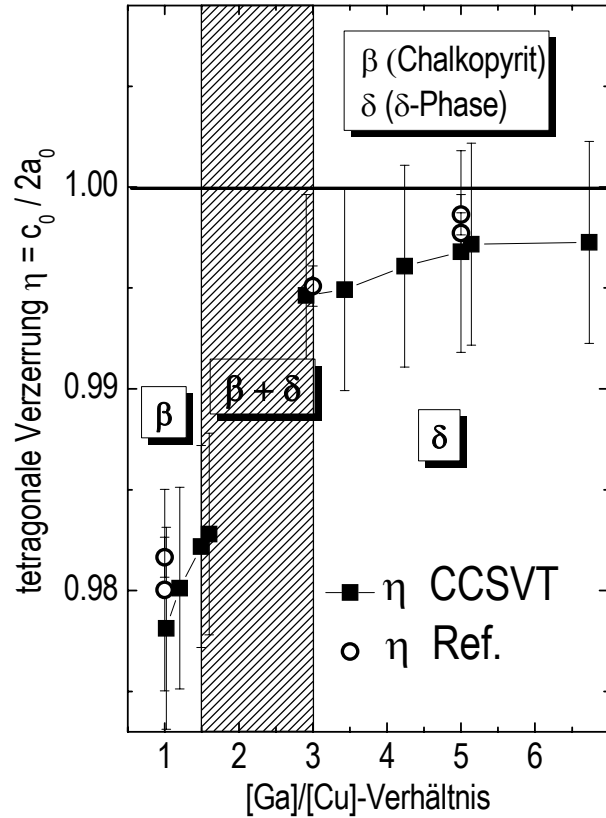 β (Chalkopyrit)
δ (δ-Phase)
1.00
0.99
0.98
tetragonale Verzerrung η = c₀ / 2a₀
β
β + δ
δ
η CCSVT
η Ref.
1 2 3 4 5 6
[Ga]/[Cu]-Verhältnis